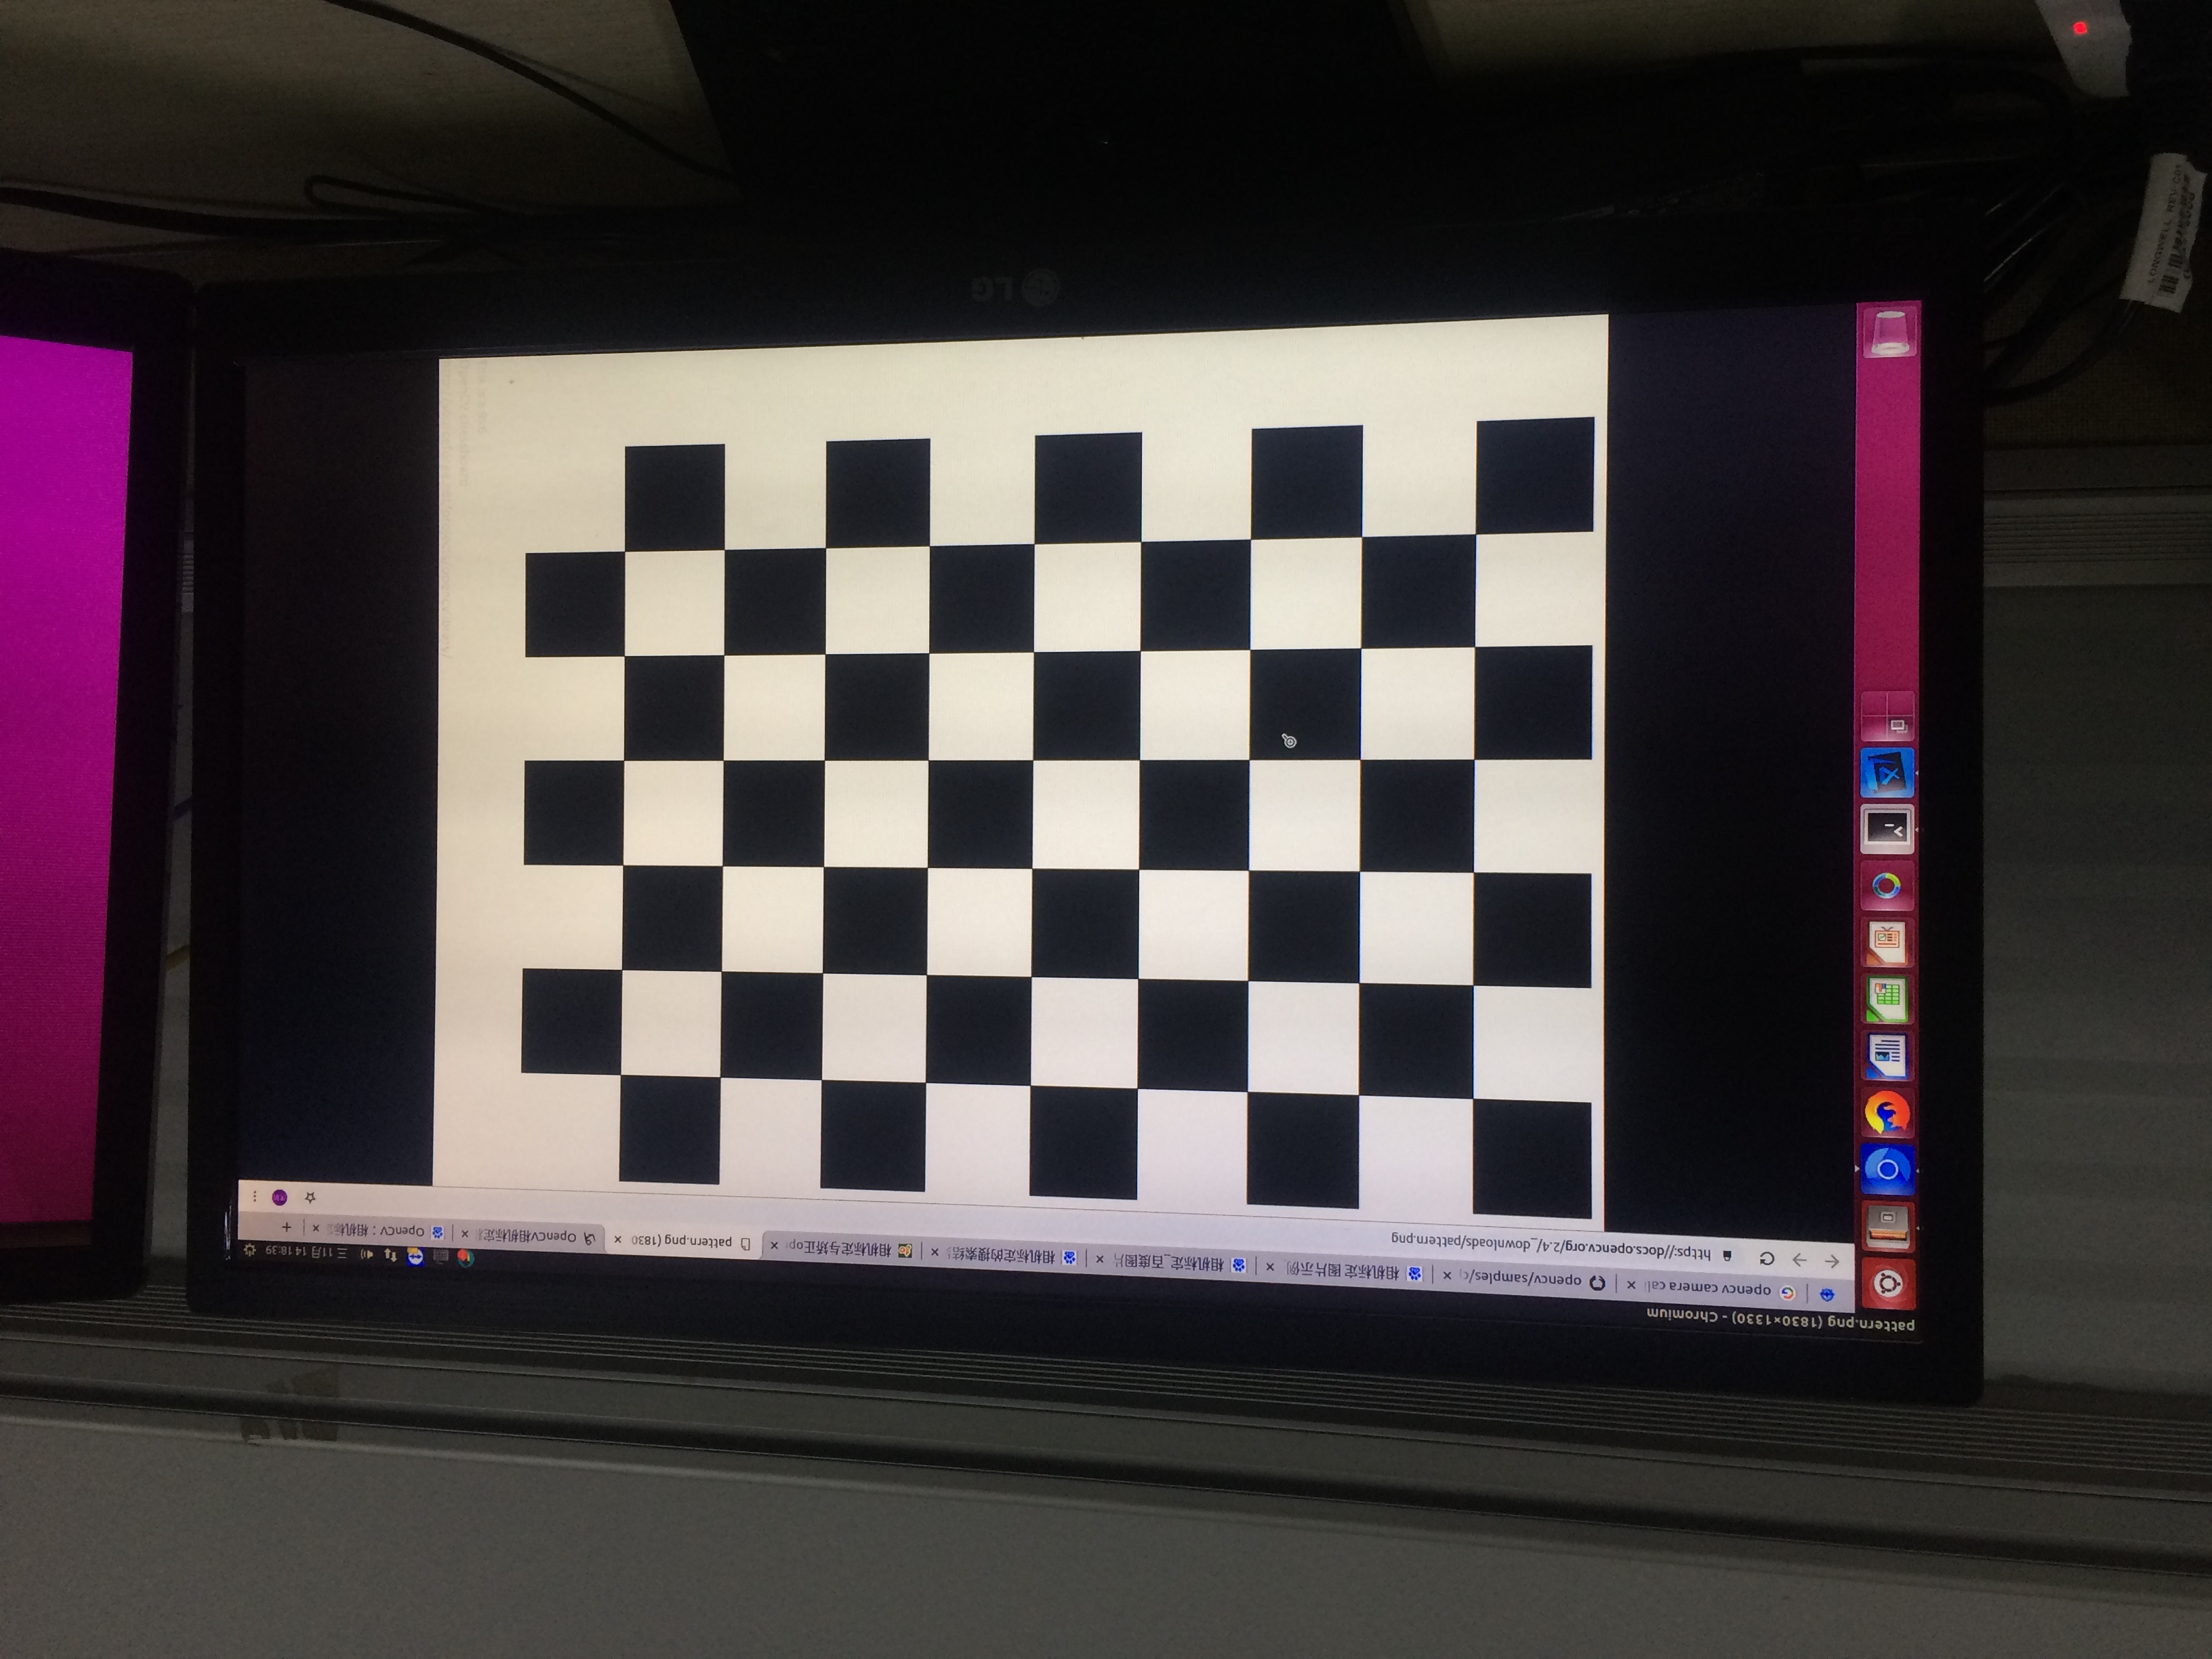 pattern.png (1830×1330) - Chromium
opencv camera cal
opencv/samples/c
相机标定 图片示例
相机标定_百度图片
相机标定的搜索结
相机标定与矫正op
pattern.png (1830
OpenCV相机标定
OpenCV：相机标
三 11月 14 18:39
https://docs.opencv.org/2.4/_downloads/pattern.png
LG